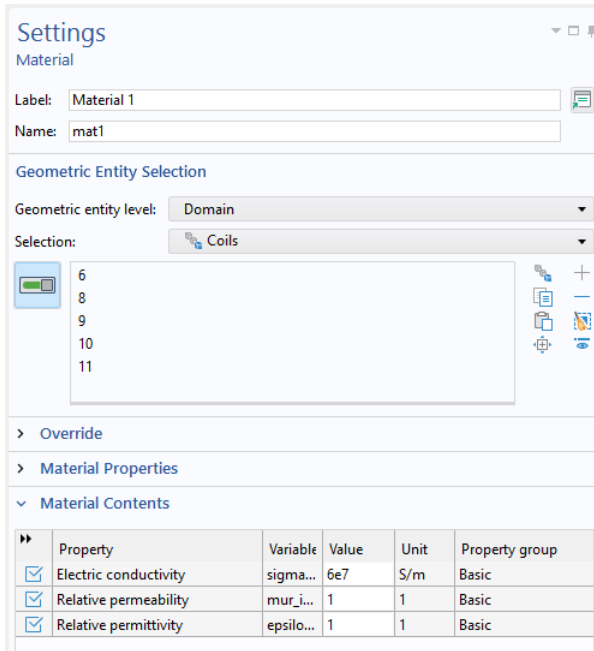 Settings
Material
Label: Material 1
Name: mat1
Geometric Entity Selection
Geometric entity level: Domain
Selection: Coils
6
8
9
10
11
Override
Material Properties
Material Contents
Property Variable Value Unit Property group
Electric conductivity sigma... 6e7 S/m Basic
Relative permeability mur_i... 1 1 Basic
Relative permittivity epsilo... 1 1 Basic